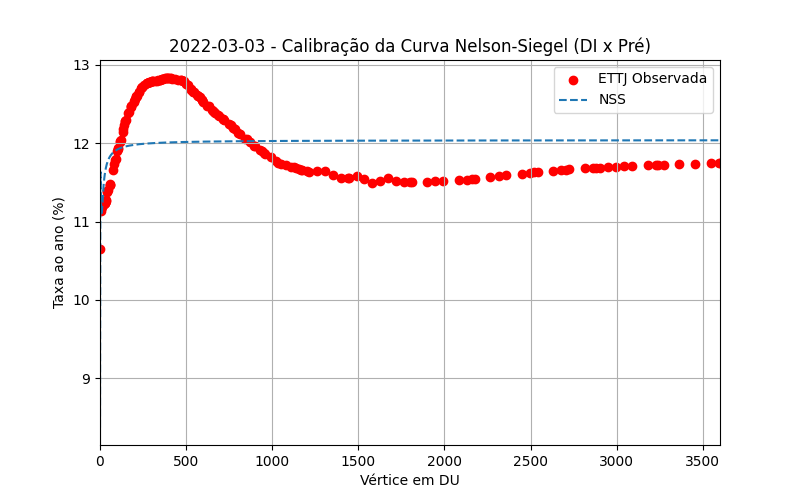 2022-03-03 - Calibração da Curva Nelson-Siegel (DI x Pré)
ETTJ Observada
NSS
Taxa ao ano (%)
13
12
11
10
9
0 500 1000 1500 2000 2500 3000 3500
Vértice em DU